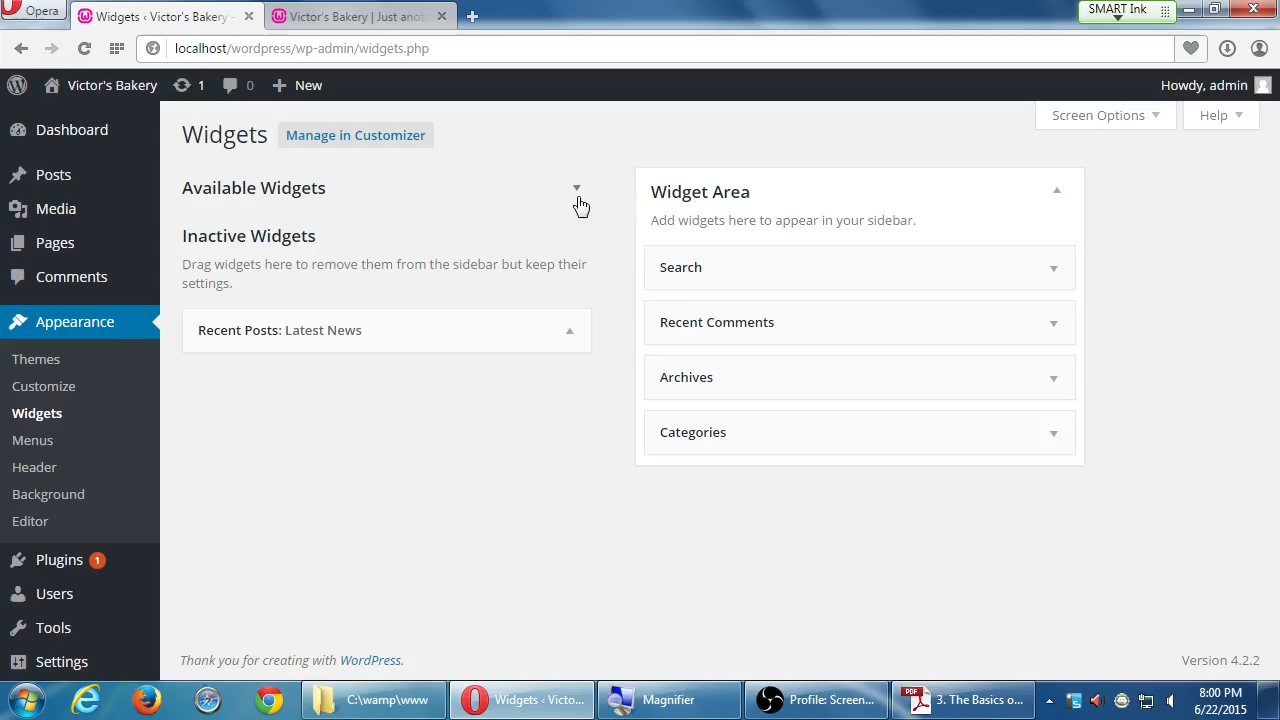 Opera
Widgets ‹ Victor's Bakery -
Victor's Bakery | Just anot
SMART Ink
localhost/wordpress/wp-admin/widgets.php
Victor's Bakery
1
0
New
Howdy, admin
Dashboard
Posts
Media
Pages
Comments
Appearance
Themes
Customize
Widgets
Menus
Header
Background
Editor
Plugins 1
Users
Tools
Settings
Screen Options
Help
Widgets
Manage in Customizer
Available Widgets
Inactive Widgets
Drag widgets here to remove them from the sidebar but keep their
settings.
Recent Posts: Latest News
Widget Area
Add widgets here to appear in your sidebar.
Search
Recent Comments
Archives
Categories
Thank you for creating with WordPress.
Version 4.2.2
C:\wamp\www
Widgets ‹ Victo...
Magnifier
Profile: Screen...
PDF
3. The Basics o...
8:00 PM
6/22/2015